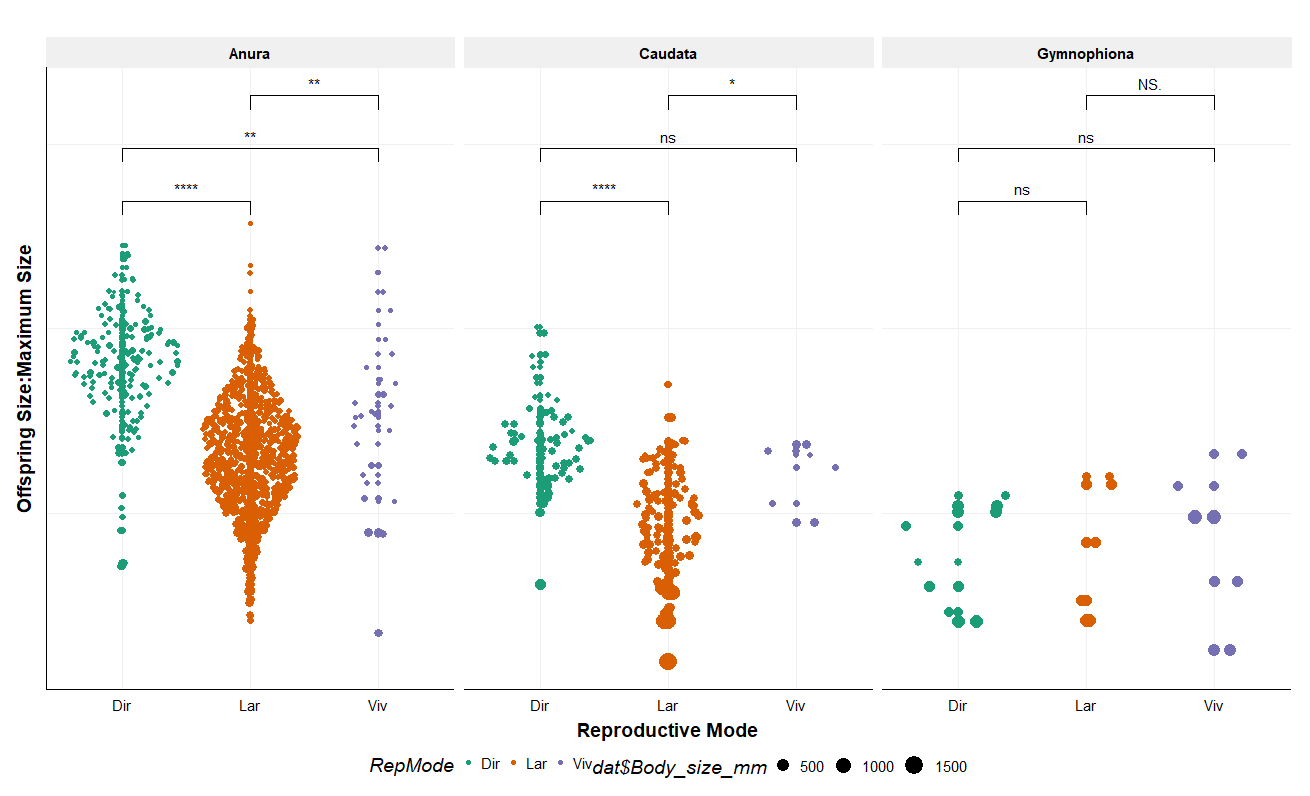 Anura Caudata Gymnophiona
** * NS.
** ns ns
**** **** ns
Offspring Size:Maximum Size
Dir Lar Viv Dir Lar Viv Dir Lar Viv
Reproductive Mode
RepMode Dir Lar Viv dat$Body_size_mm 500 1000 1500